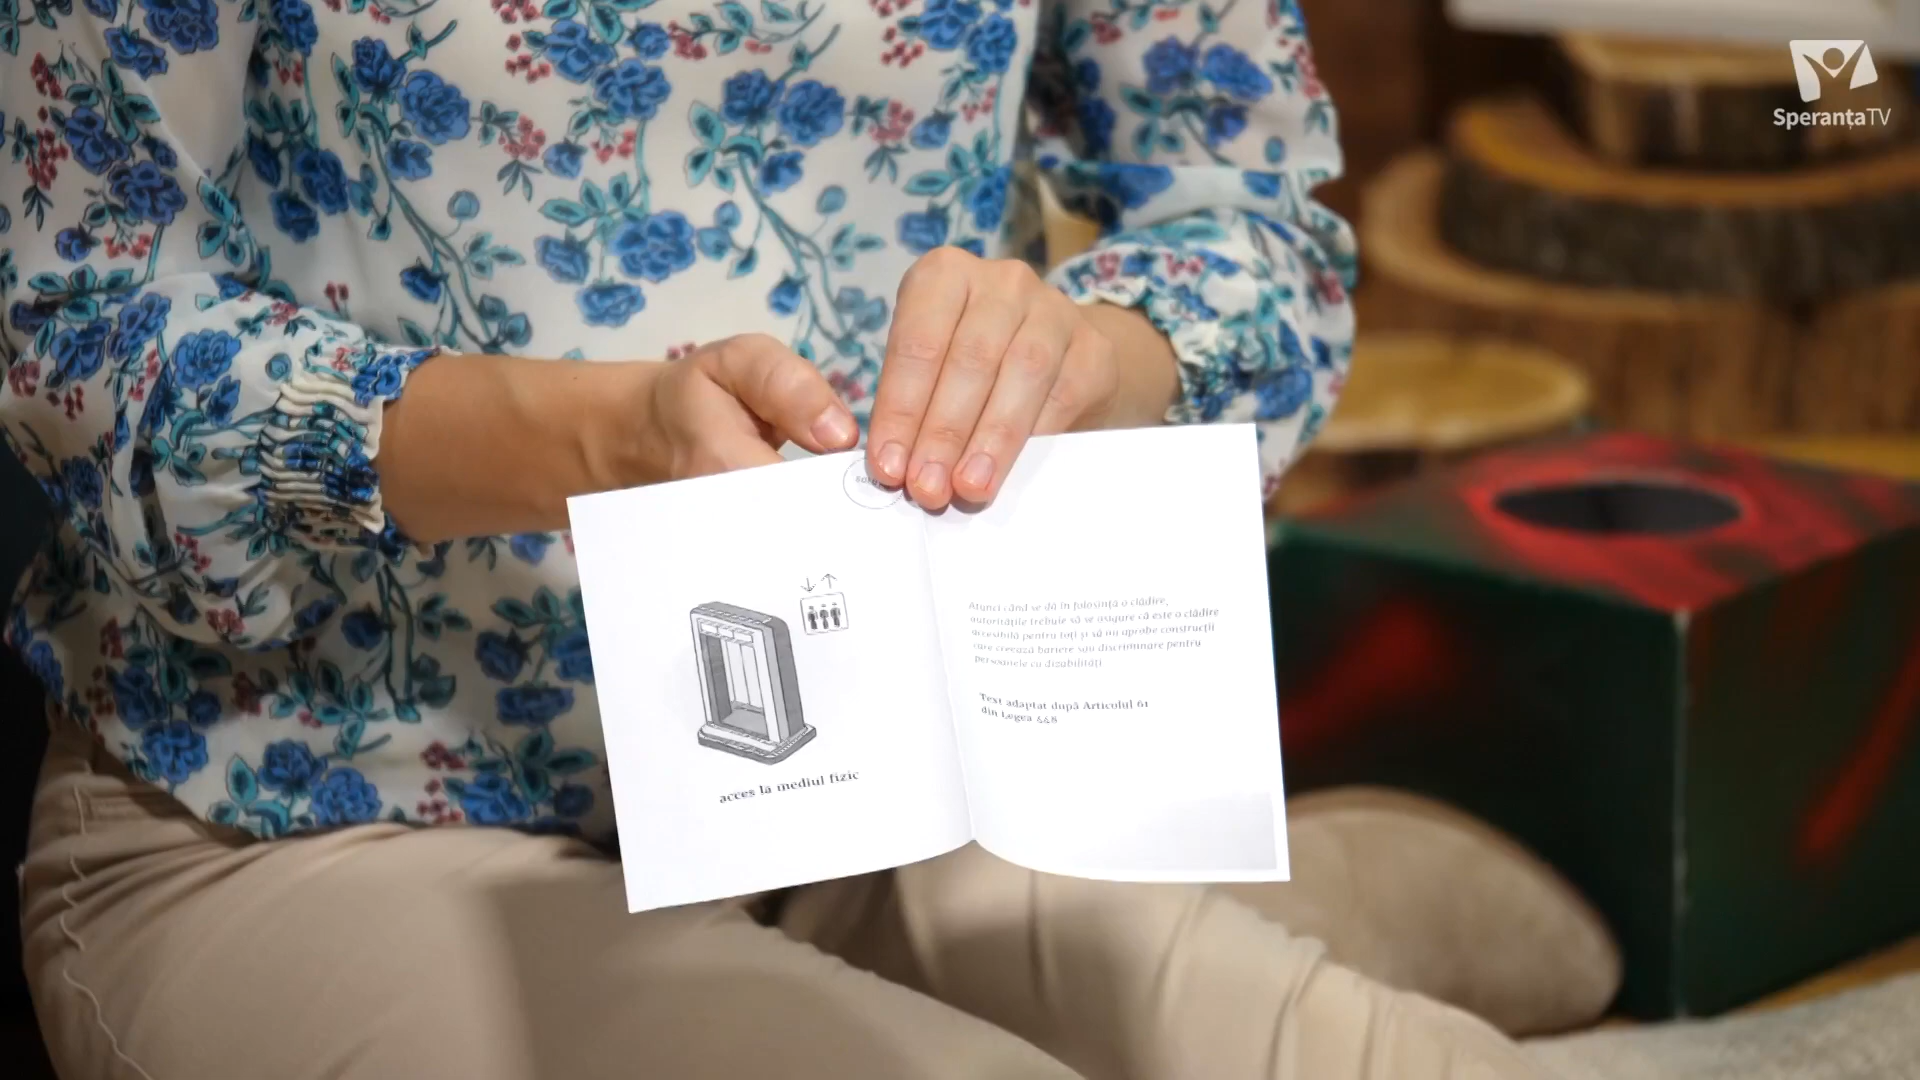 SperanțaTV
acces la mediul fizic
Atunci când se dă în folosință o clădire,
autoritățile trebuie să se asigure că este o clădire
accesibilă pentru toți și să nu aprobe construcții
care creează bariere sau discriminare pentru
persoanele cu dizabilități
Text adaptat după Articolul 61
din Legea 448